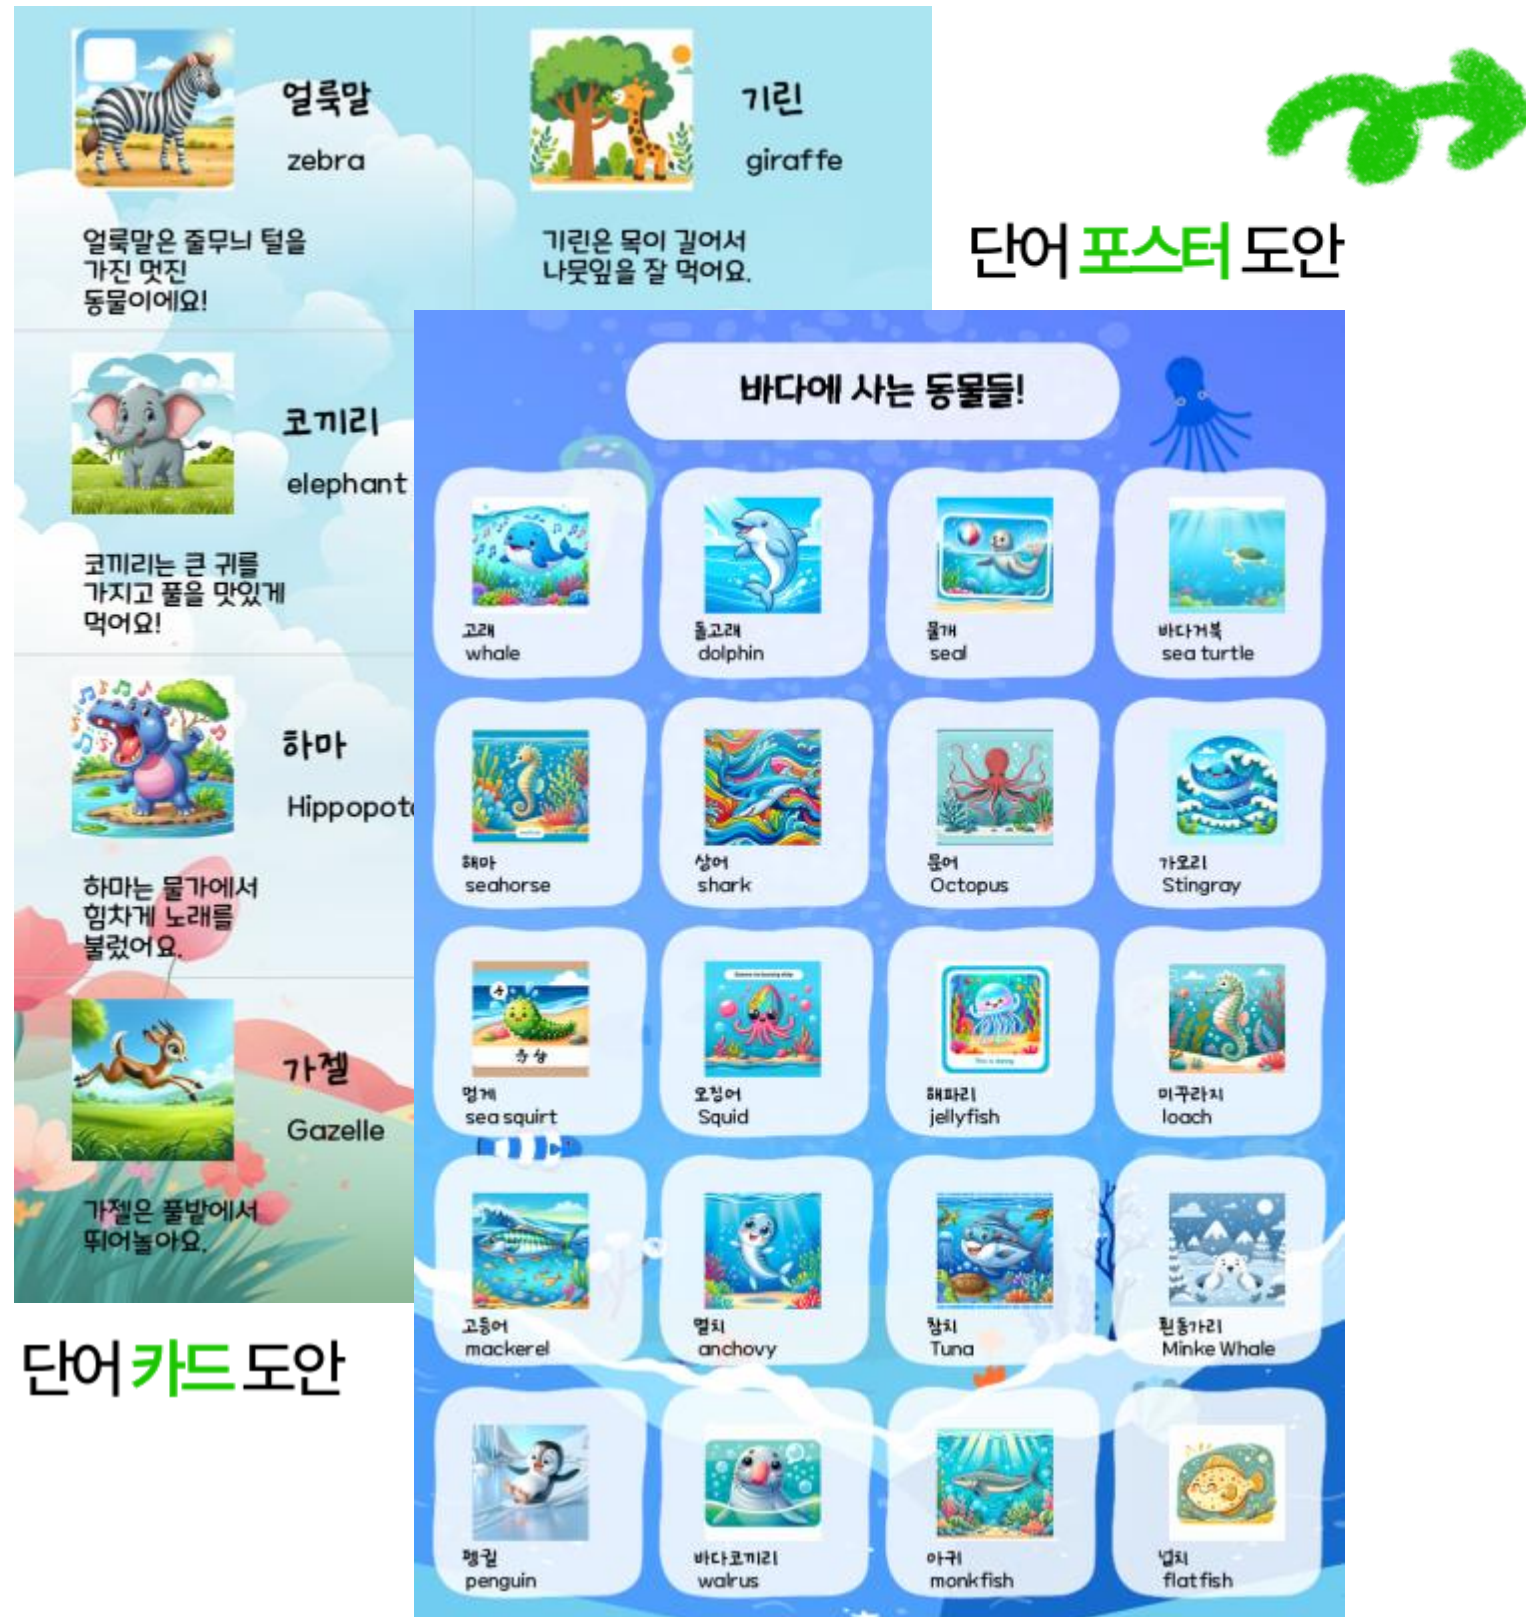 얼룩말
zebra
얼룩말은 줄무늬 털을
가진 멋진
동물이에요!
기린
giraffe
기린은 목이 길어서
나뭇잎을 잘 먹어요.
코끼리
elephant
코끼리는 큰 귀를
가지고 풀을 맛있게
먹어요!
하마
Hippopot
하마는 물가에서
힘차게 노래를
불렀어요.
가젤
Gazelle
가젤은 풀밭에서
뛰어놀아요.
단어 카드 도안
단어 포스터 도안
바다에 사는 동물들!
고래
whale
돌고래
dolphin
물개
seal
바다거북
sea turtle
해마
seahorse
상어
shark
문어
Octopus
가오리
Stingray
멍게
sea squirt
오징어
Squid
해파리
jellyfish
미꾸라지
loach
고등어
mackerel
멸치
anchovy
참치
Tuna
흰동가리
Minke Whale
펭귄
penguin
바다코끼리
walrus
아귀
monkfish
넙치
flatfish